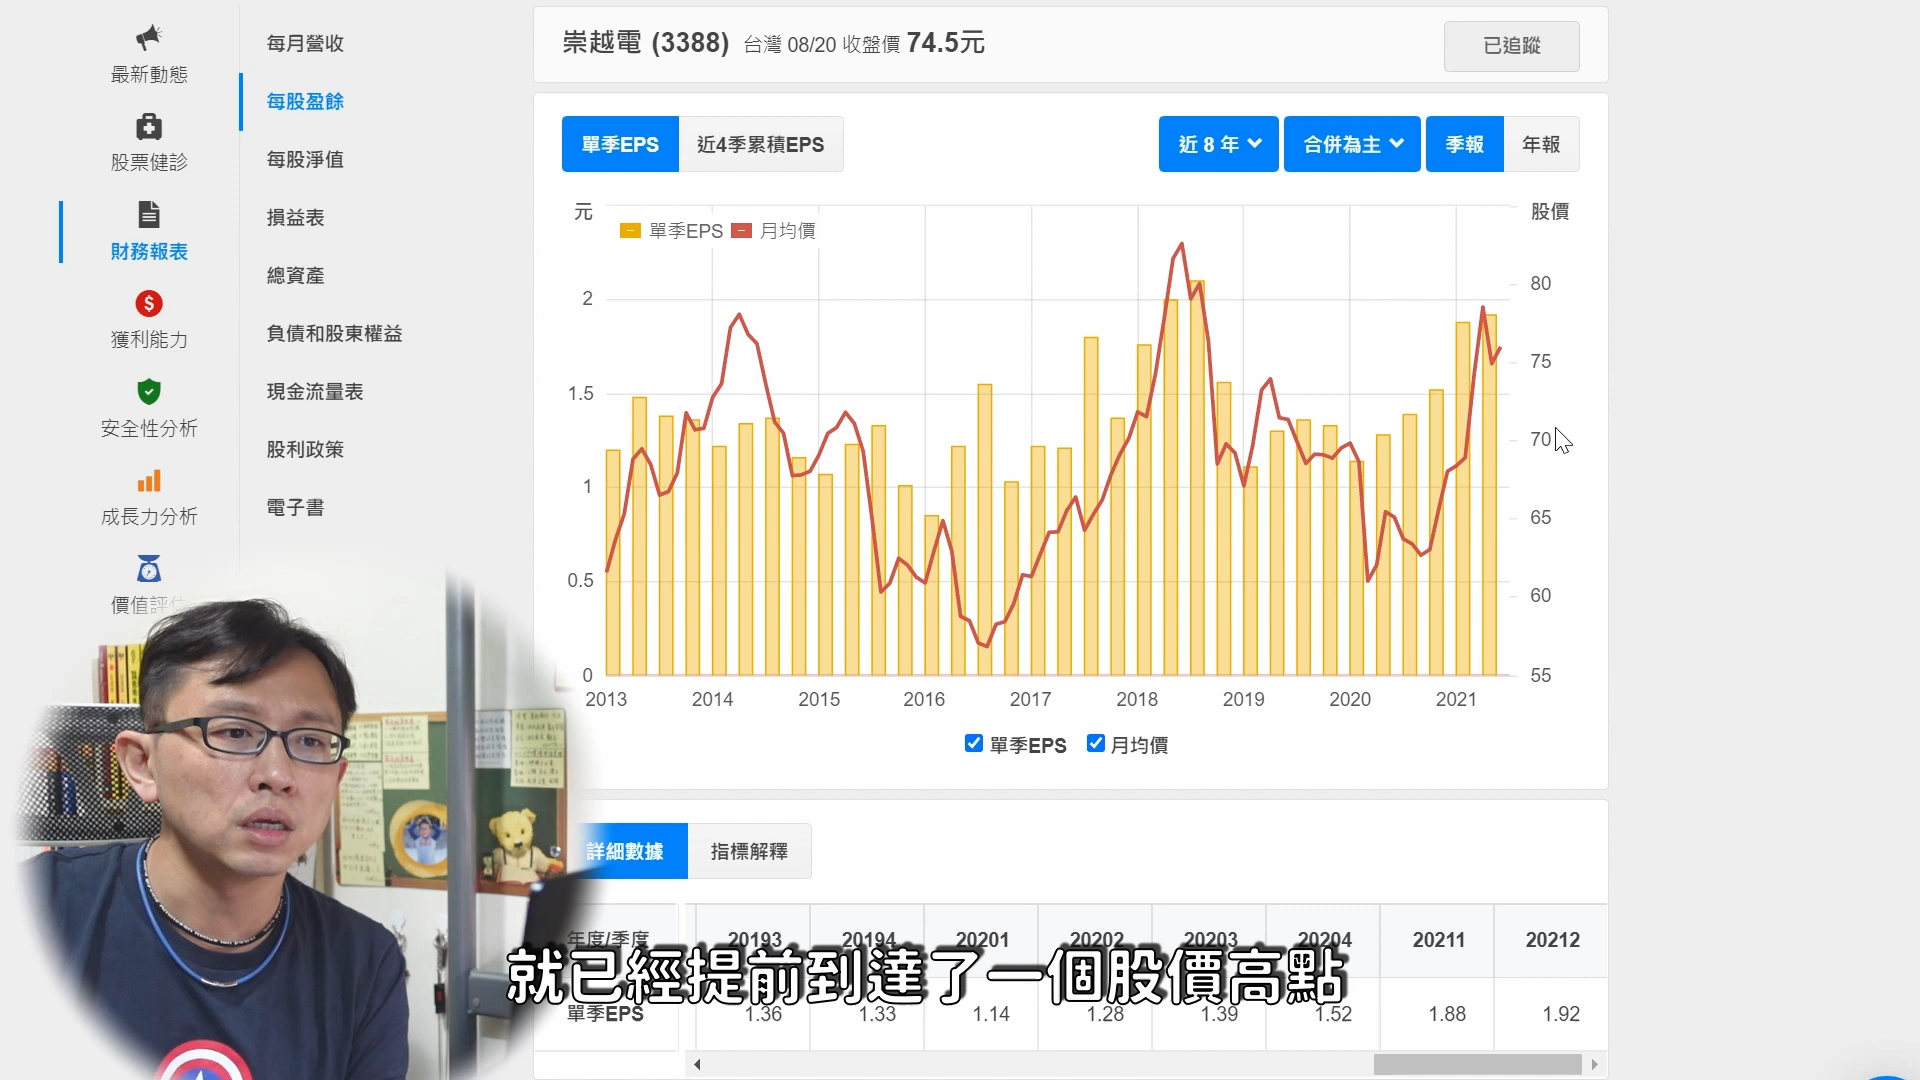 最新動態
股票健診
財務報表
獲利能力
安全性分析
成長力分析
價值評估
每月營收
每股盈餘
每股淨值
損益表
總資產
負債和股東權益
現金流量表
股利政策
電子書
崇越電 (3388) 台灣 08/20 收盤價 74.5元
已追蹤
單季EPS 近4季累積EPS
近 8 年 合併為主 季報 年報
元 單季EPS 月均價 股價
2
1.5
1
0.5
0
80
75
70
65
60
55
2013 2014 2015 2016 2017 2018 2019 2020 2021
單季EPS 月均價
詳細數據 指標解釋
年度/季度 20193 20194 20201 20202 20203 20204 20211 20212
就已經提前到達了一個股價高點
單季EPS 1.36 1.33 1.14 1.28 1.39 1.52 1.88 1.92